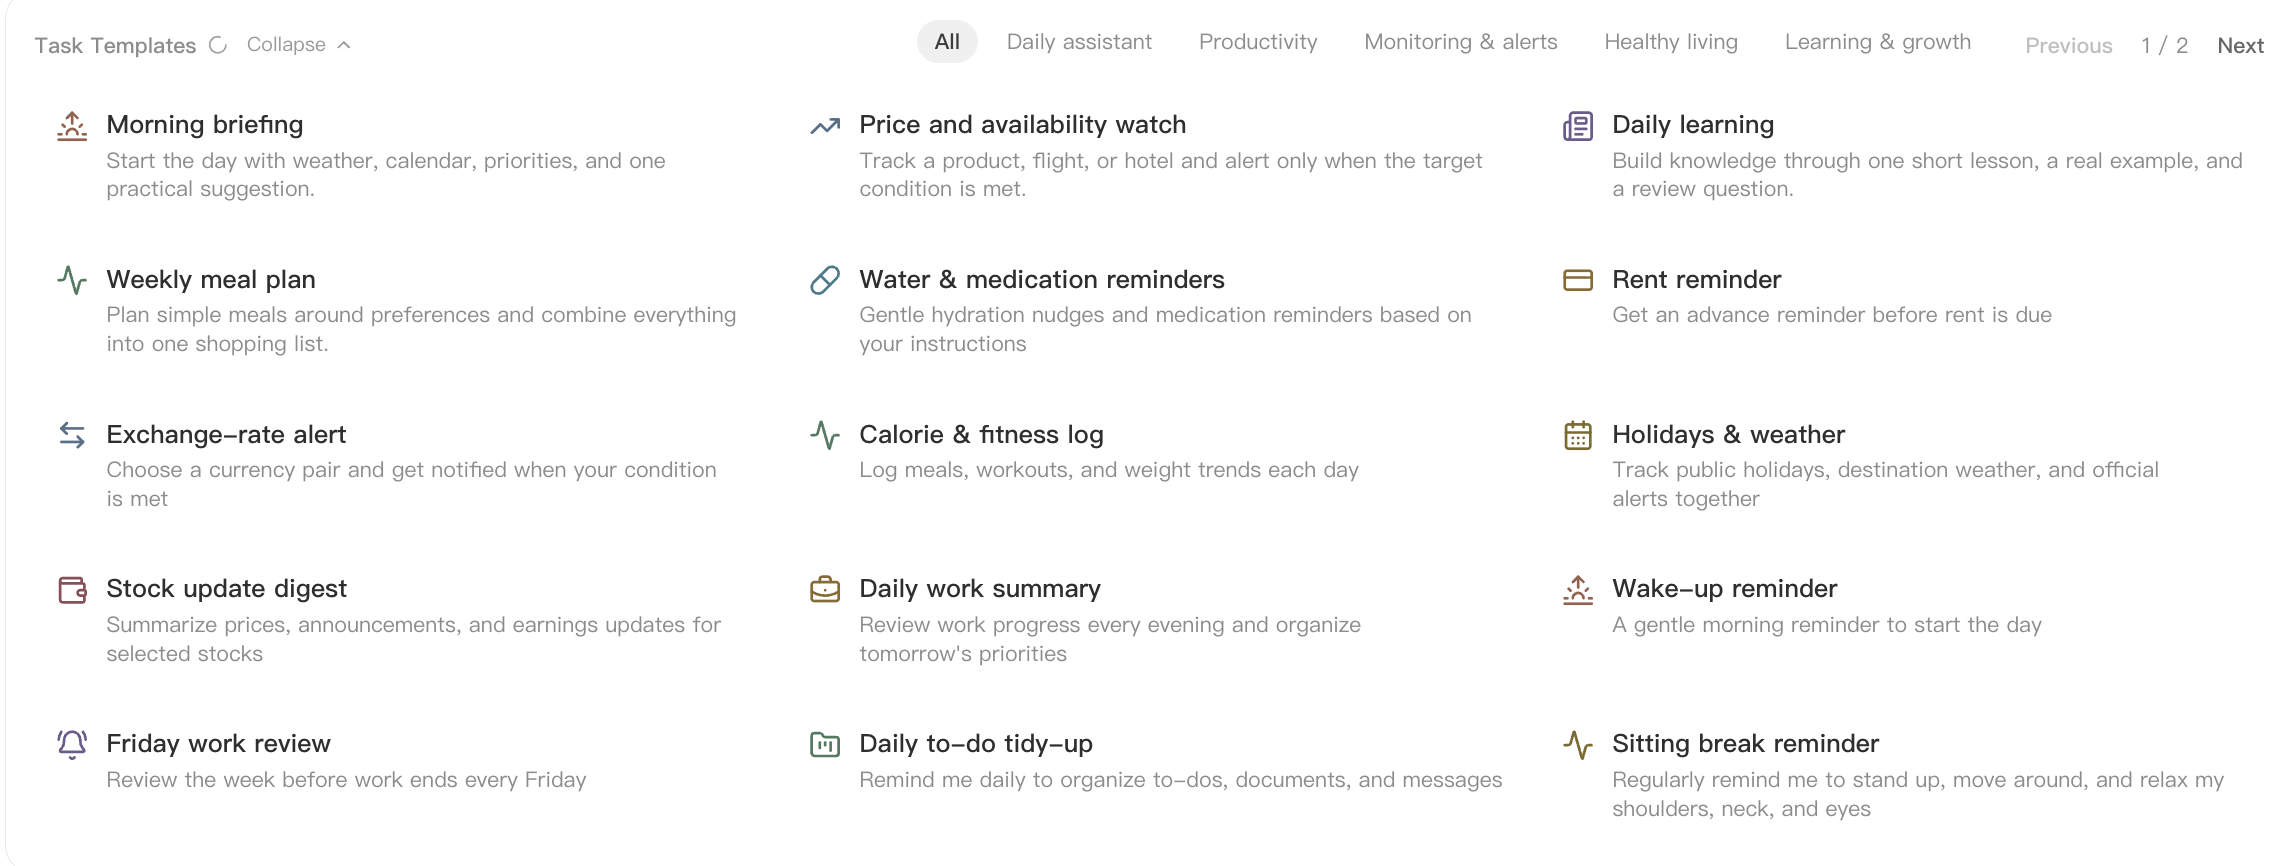 Task Templates Collapse
All Daily assistant Productivity Monitoring & alerts Healthy living Learning & growth Previous 1 / 2 Next
Morning briefing
Start the day with weather, calendar, priorities, and one
practical suggestion.
Price and availability watch
Track a product, flight, or hotel and alert only when the target
condition is met.
Daily learning
Build knowledge through one short lesson, a real example, and
a review question.
Weekly meal plan
Plan simple meals around preferences and combine everything
into one shopping list.
Water & medication reminders
Gentle hydration nudges and medication reminders based on
your instructions
Rent reminder
Get an advance reminder before rent is due
Exchange-rate alert
Choose a currency pair and get notified when your condition
is met
Calorie & fitness log
Log meals, workouts, and weight trends each day
Holidays & weather
Track public holidays, destination weather, and official
alerts together
Stock update digest
Summarize prices, announcements, and earnings updates for
selected stocks
Daily work summary
Review work progress every evening and organize
tomorrow's priorities
Wake-up reminder
A gentle morning reminder to start the day
Friday work review
Review the week before work ends every Friday
Daily to-do tidy-up
Remind me daily to organize to-dos, documents, and messages
Sitting break reminder
Regularly remind me to stand up, move around, and relax my
shoulders, neck, and eyes